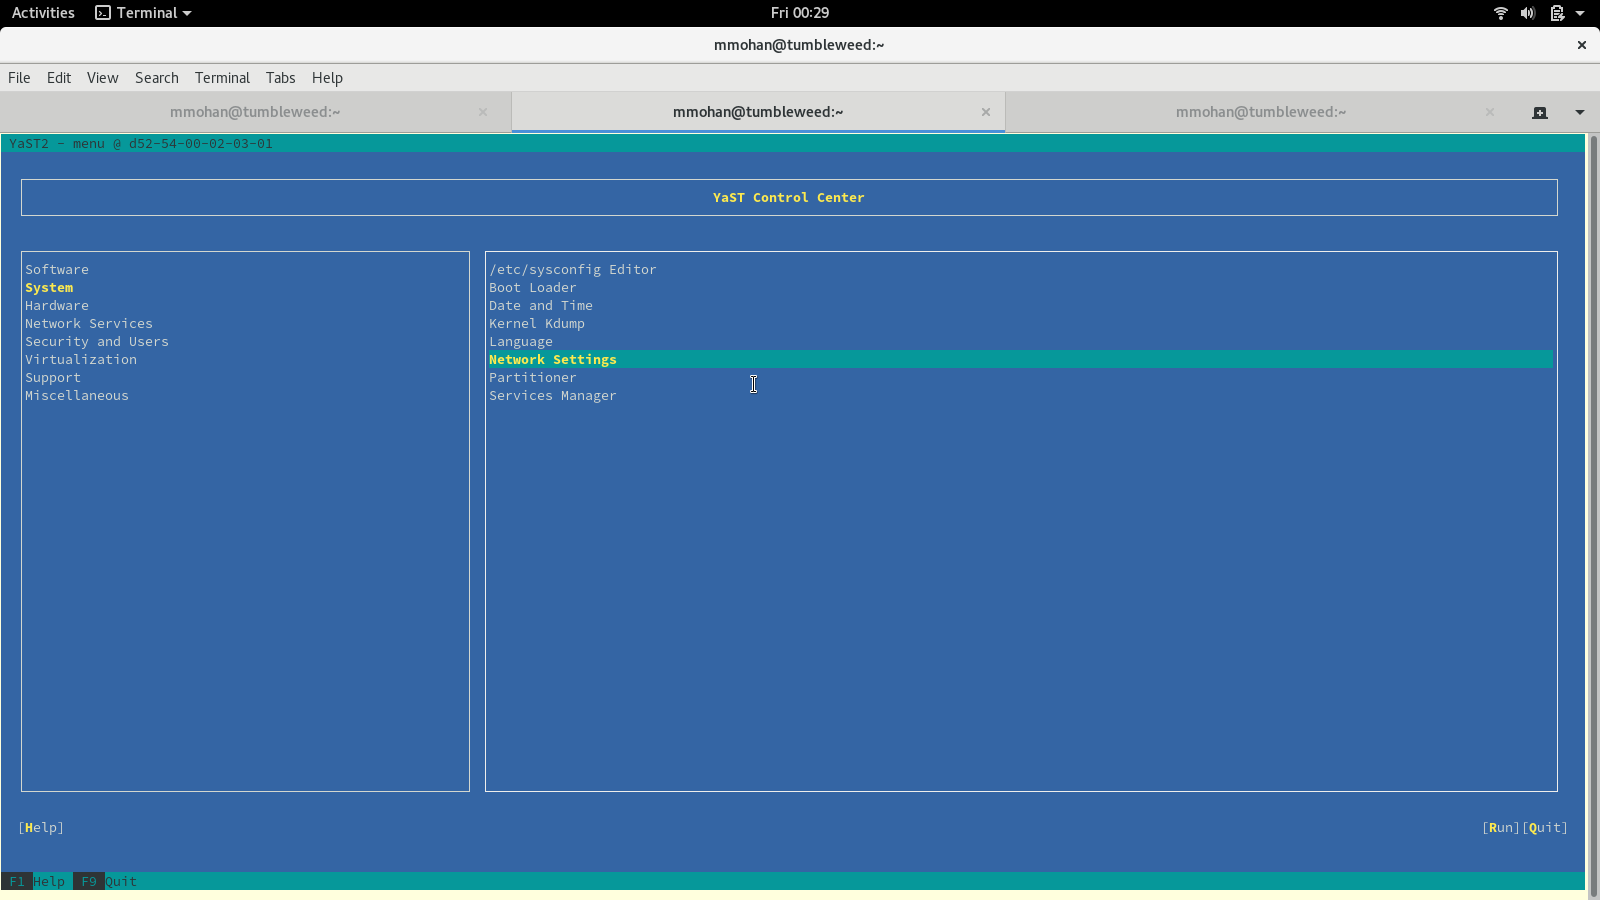 Activities Terminal Fri 00:29
mmohan@tumbleweed:~
File Edit View Search Terminal Tabs Help
mmohan@tumbleweed:~ mmohan@tumbleweed:~ mmohan@tumbleweed:~
YaST2 - menu @ d52-54-00-02-03-01
YaST Control Center
Software
System
Hardware
Network Services
Security and Users
Virtualization
Support
Miscellaneous
/etc/sysconfig Editor
Boot Loader
Date and Time
Kernel Kdump
Language
Network Settings
Partitioner
Services Manager
[Help] [Run][Quit]
F1 Help F9 Quit